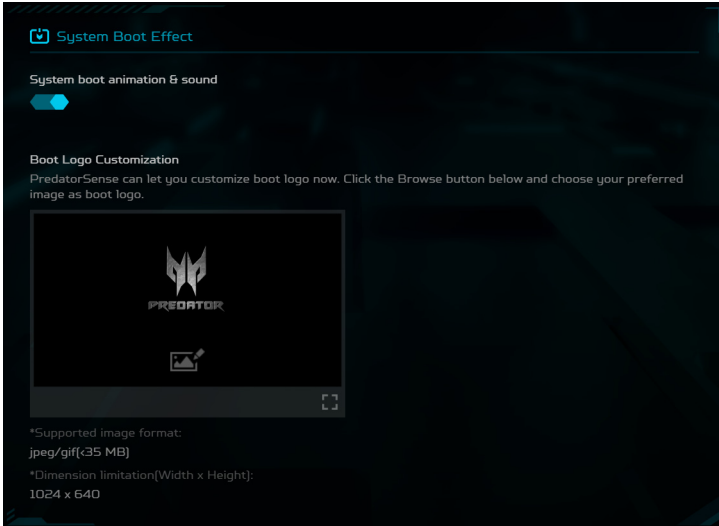 System Boot Effect
System boot animation & sound
Boot Logo Customization
PredatorSense can let you customize boot logo now. Click the Browse button below and choose your preferred
image as boot logo.
PREDATOR
*Supported image format:
jpeg/gif(<35 MB)
*Dimension limitation(Width x Height):
1024 x 640